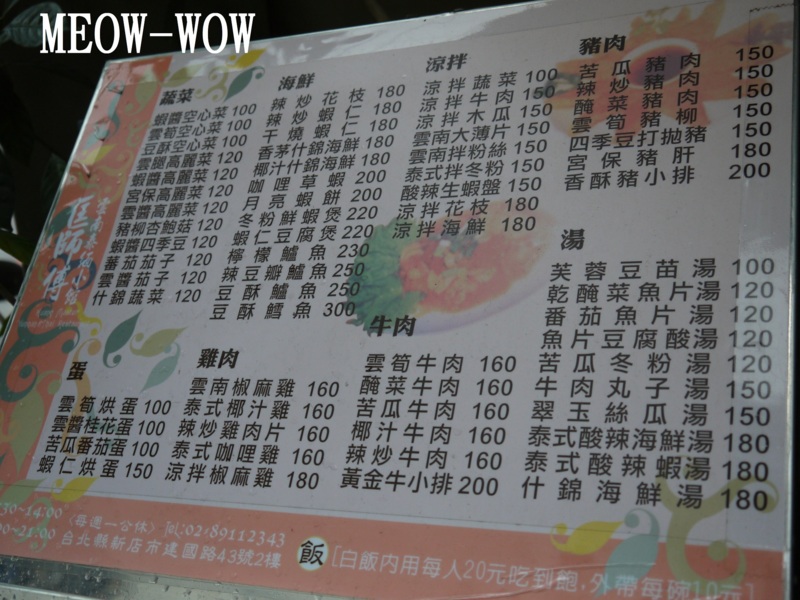 MEOW-WOW
蔬菜
蝦醬空心菜 100
雲筍空心菜 100
豆酥空心菜 100
雲腿高麗菜 120
蝦醬高麗菜 120
宮保高麗菜 120
雲醬高麗菜 120
豬柳杏鮑菇 120
蝦醬四季豆 120
蕃茄茄子 120
雲醬茄子 120
什錦蔬菜 120
海鮮
辣炒花枝 180
辣炒蝦仁 180
干燒蝦仁 180
香茅什錦海鮮 180
椰汁什錦海鮮 180
咖哩草蝦 200
月亮蝦餅 200
冬粉鮮蝦煲 220
蝦仁豆腐煲 220
檸檬鱸魚 230
辣豆瓣鱸魚 250
豆酥鱸魚 250
豆酥鱈魚 300
涼拌
涼拌蔬菜 100
涼拌牛肉 150
涼拌木瓜 150
雲南大薄片 150
雲南拌粉絲 150
泰式拌冬粉 150
酸辣生蝦盤 150
涼拌花枝 180
涼拌海鮮 180
豬肉
苦瓜豬肉 150
辣炒豬肉 150
醃菜豬肉 150
雲筍豬柳 150
四季豆打拋豬 150
宮保豬肝 180
香酥豬小排 200
湯
芙蓉豆苗湯 100
乾醃菜魚片湯 120
番茄魚片湯 120
魚片豆腐酸湯 120
苦瓜冬粉湯 120
牛肉丸子湯 150
翠玉絲瓜湯 150
泰式酸辣海鮮湯 180
泰式酸辣蝦湯 180
什錦海鮮湯 180
蛋
雲筍烘蛋 100
雲醬桂花蛋 100
苦瓜番茄蛋 100
蝦仁烘蛋 150
雞肉
雲南椒麻雞 160
泰式椰汁雞 160
辣炒雞肉片 160
泰式咖哩雞 160
涼拌椒麻雞 180
牛肉
雲筍牛肉 160
醃菜牛肉 160
苦瓜牛肉 160
椰汁牛肉 160
辣炒牛肉 160
黃金牛小排 200
雲南泰緬小館
匡師傅
:30~14:00 〈每週一公休〉 Tel:02-89112343
:00~21:00 台北縣新店市建國路43號2樓
飯 [白飯內用每人20元吃到飽,外帶每碗10元]